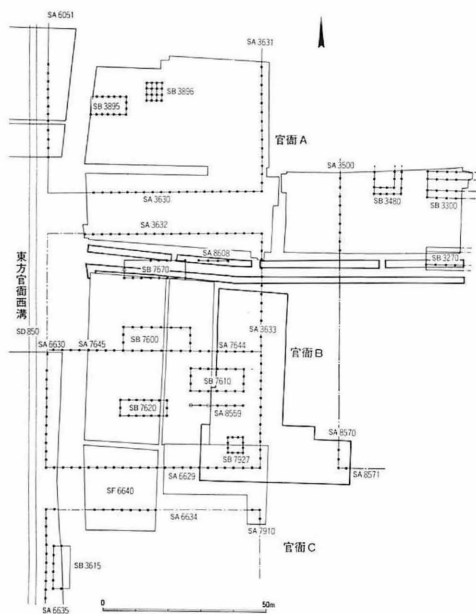 SA 6051
SA 3631
SB 3896
SB 3895
官衙A
SA 3500
SB 3480
SB 3300
SA 3630
SA 3632
SA 8608
SB 3270
SB 7670
東方官衙西溝
SD 850
SA 3633
SB 7600
SA 6630
SA 7645
SA 7644
官衙B
SB 7610
SB 7620
SA 8559
SA 8570
SB 7927
SA 6629
SA 8571
SF 6640
SA 6634
SA 7910
官衙C
SB 3615
SA 6635
0
50m